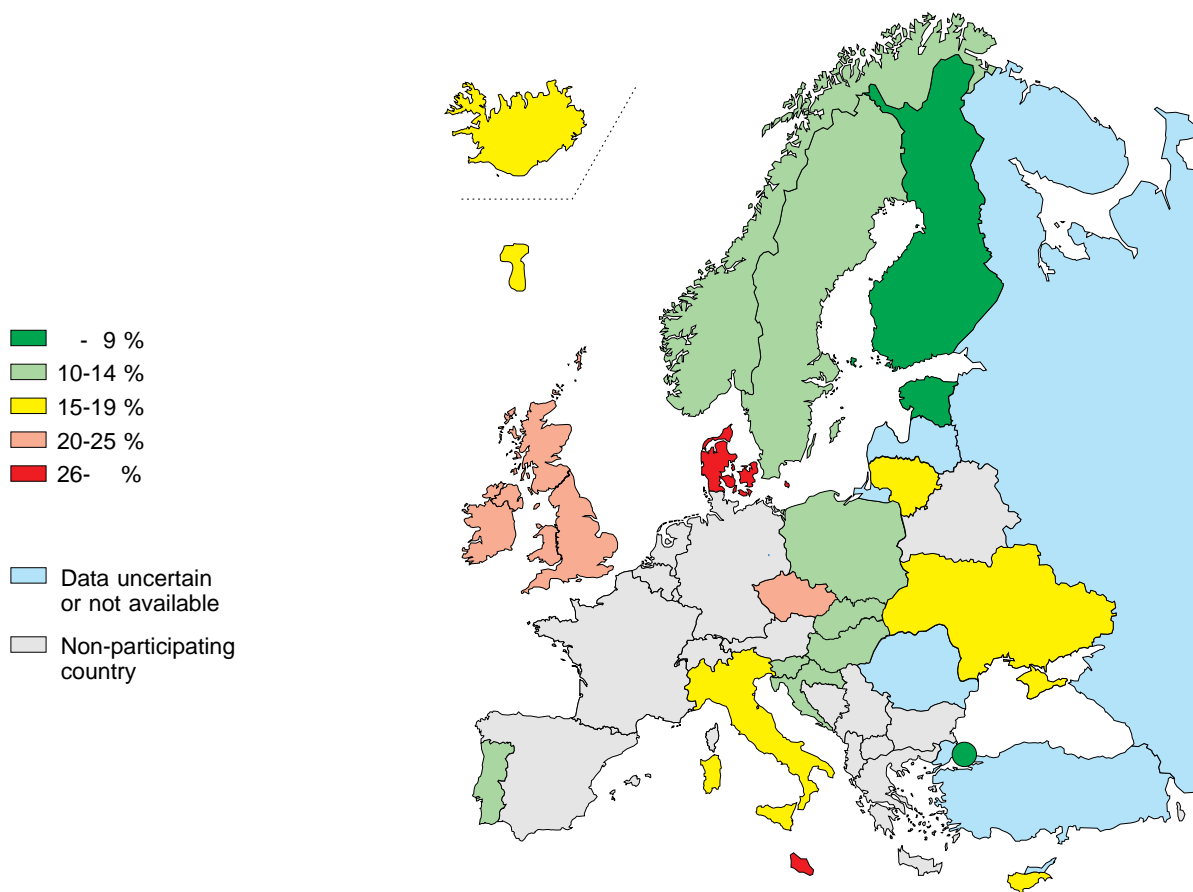 - 9 %
10-14 %
15-19 %
20-25 %
26- %
Data uncertain
or not available
Non-participating
country